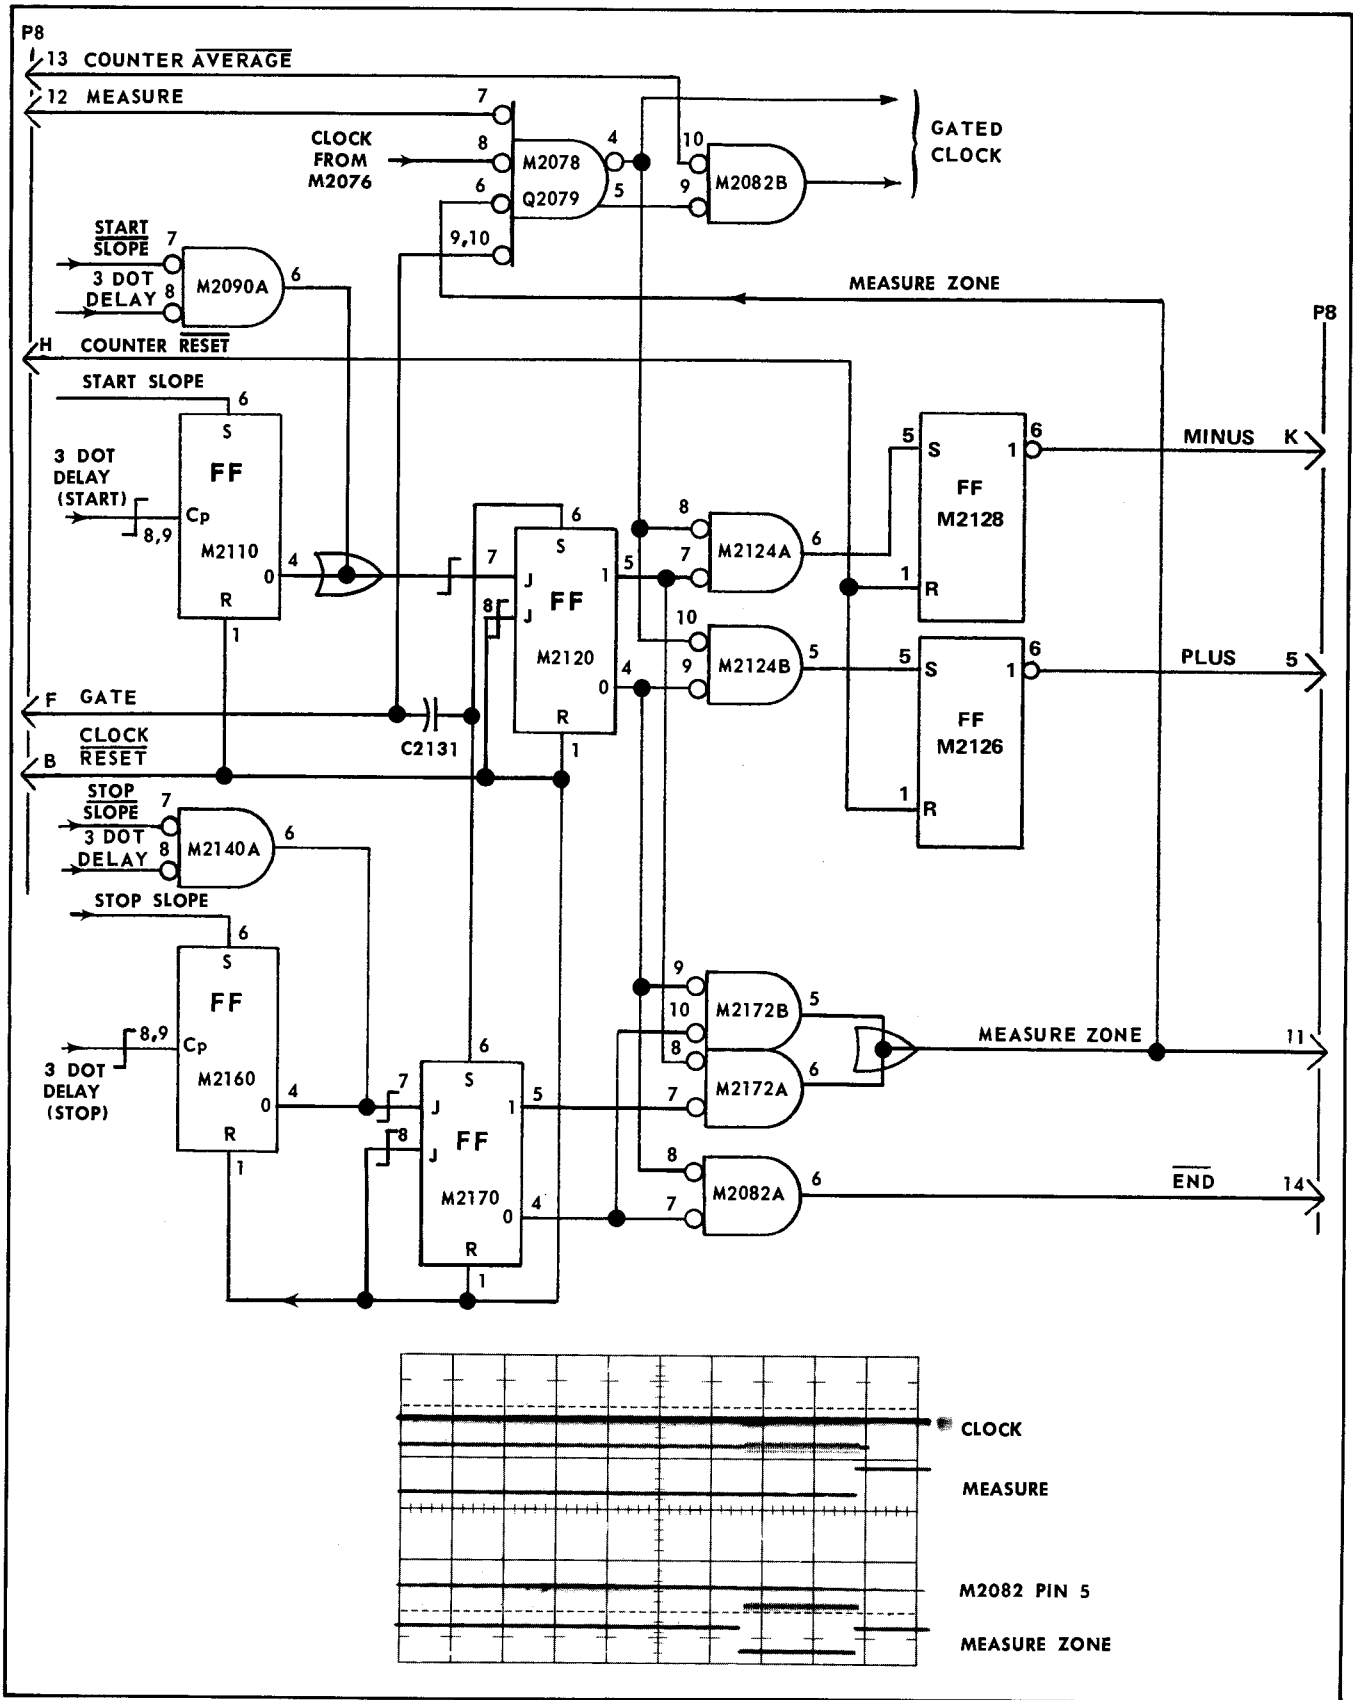 P8
13 COUNTER AVERAGE
12 MEASURE
7
CLOCK
FROM
M2076
8
6
9,10
M2078
Q2079
4
5
10
9
M2082B
GATED
CLOCK
START
SLOPE
7
3 DOT
DELAY
8
M2090A
6
MEASURE ZONE
P8
H COUNTER RESET
START SLOPE
6
S
FF
3 DOT
DELAY
(START)
8,9
Cp
M2110
4
0
R
1
6
S
7
J
8
J
FF
M2120
5
1
4
0
R
1
8
7
M2124A
6
10
9
M2124B
5
5
S
1
6
FF
M2128
1
R
MINUS K
5
S
1
6
FF
M2126
1
R
PLUS 5
F GATE
C2131
B CLOCK
RESET
STOP
SLOPE
7
3 DOT
DELAY
8
M2140A
6
STOP SLOPE
6
S
FF
8,9
Cp
3 DOT
DELAY
(STOP)
M2160
4
0
R
1
6
S
7
J
8
J
FF
M2170
5
1
4
0
R
1
9
10
M2172B
5
8
7
M2172A
6
MEASURE ZONE 11
8
7
M2082A
6
END 14
CLOCK
MEASURE
M2082 PIN 5
MEASURE ZONE